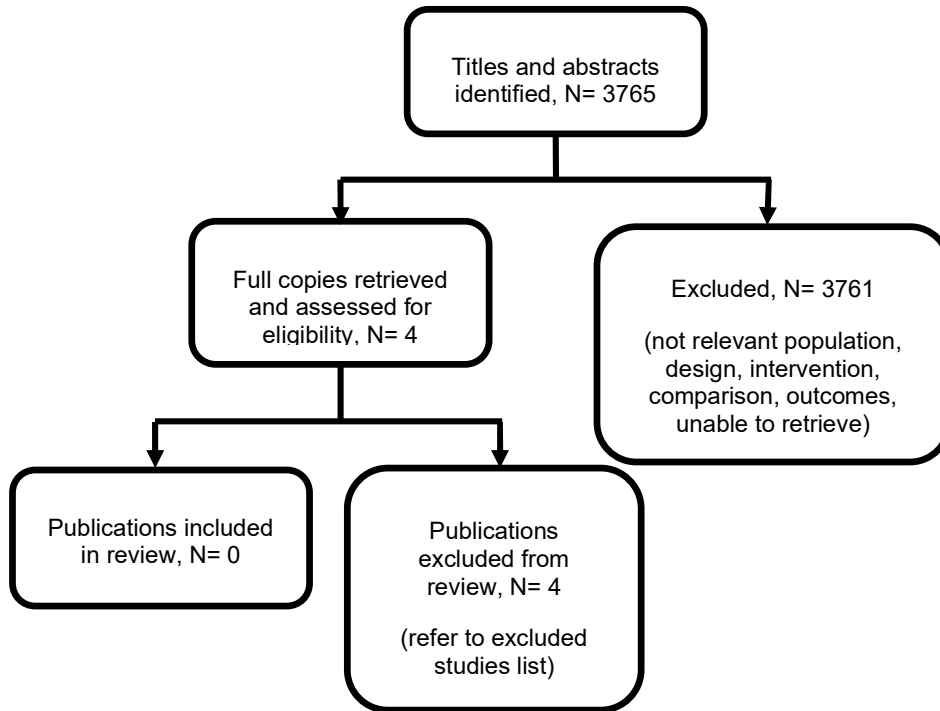 Titles and abstracts
identified, N= 3765
Full copies retrieved
and assessed for
eligibility, N= 4
Excluded, N= 3761
(not relevant population,
design, intervention,
comparison, outcomes,
unable to retrieve)
Publications included
in review, N= 0
Publications
excluded from
review, N= 4
(refer to excluded
studies list)